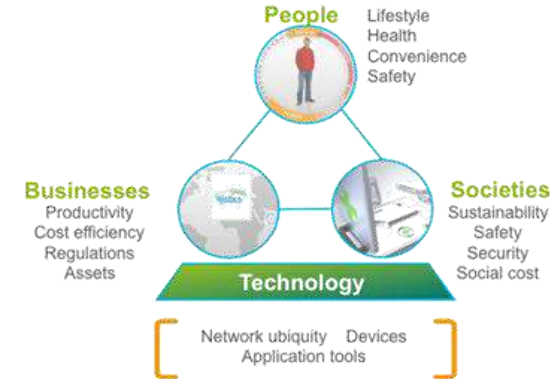 People
Lifestyle
Health
Convenience
Safety
Businesses
Productivity
Cost efficiency
Regulations
Assets
Societies
Sustainability
Safety
Security
Social cost
Technology
Network ubiquity Devices
Application tools